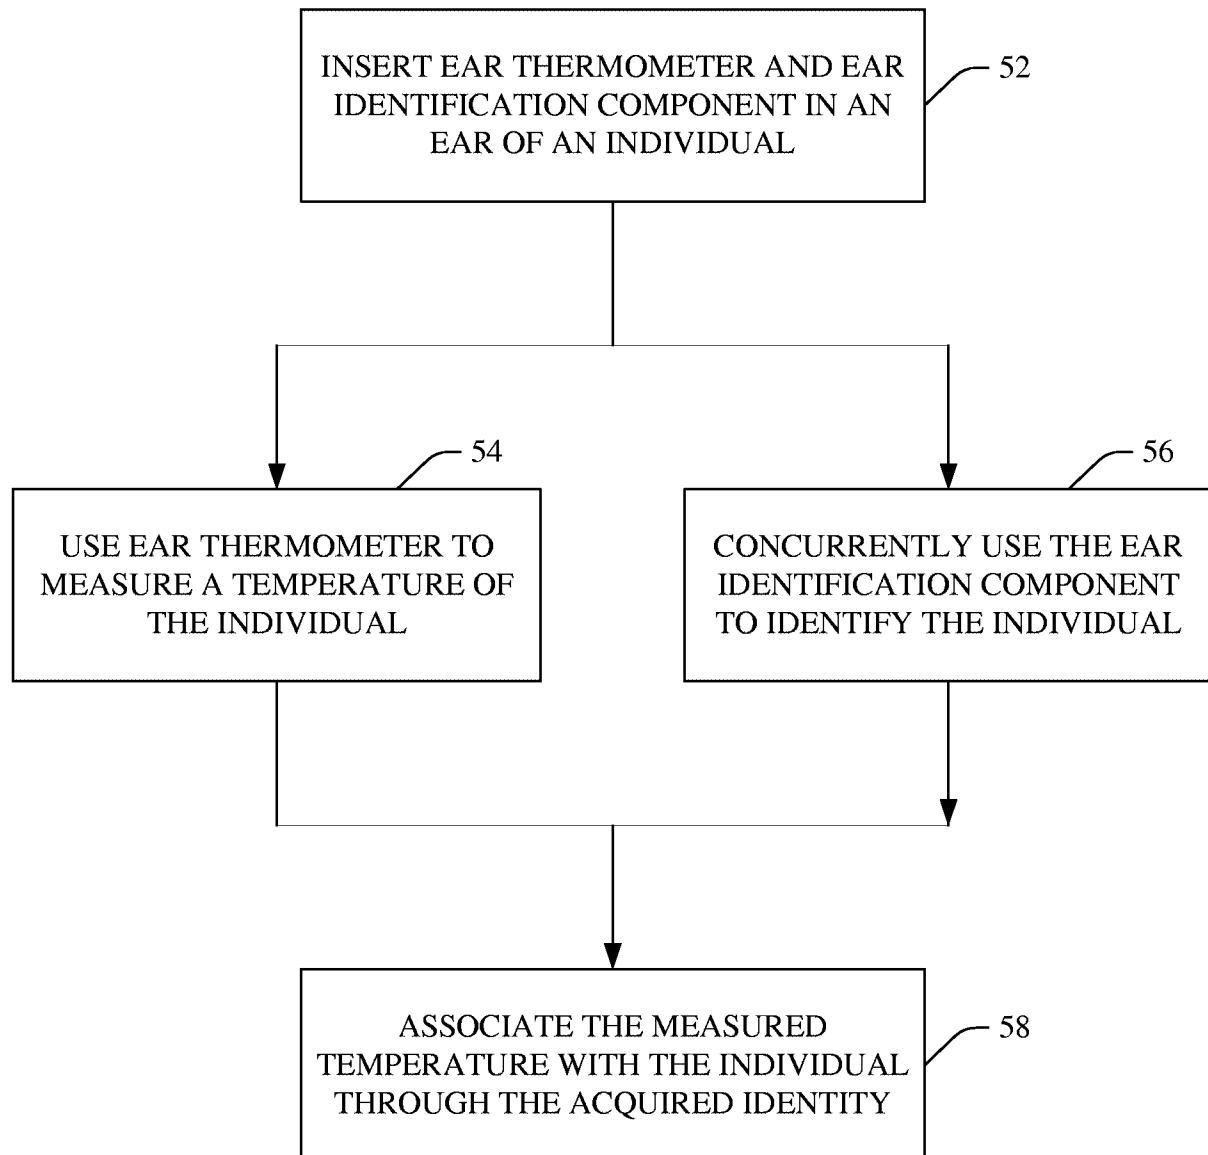 INSERT EAR THERMOMETER AND EAR
IDENTIFICATION COMPONENT IN AN
EAR OF AN INDIVIDUAL
52
54
USE EAR THERMOMETER TO
MEASURE A TEMPERATURE OF
THE INDIVIDUAL
56
CONCURRENTLY USE THE EAR
IDENTIFICATION COMPONENT
TO IDENTIFY THE INDIVIDUAL
ASSOCIATE THE MEASURED
TEMPERATURE WITH THE INDIVIDUAL
THROUGH THE ACQUIRED IDENTITY
58